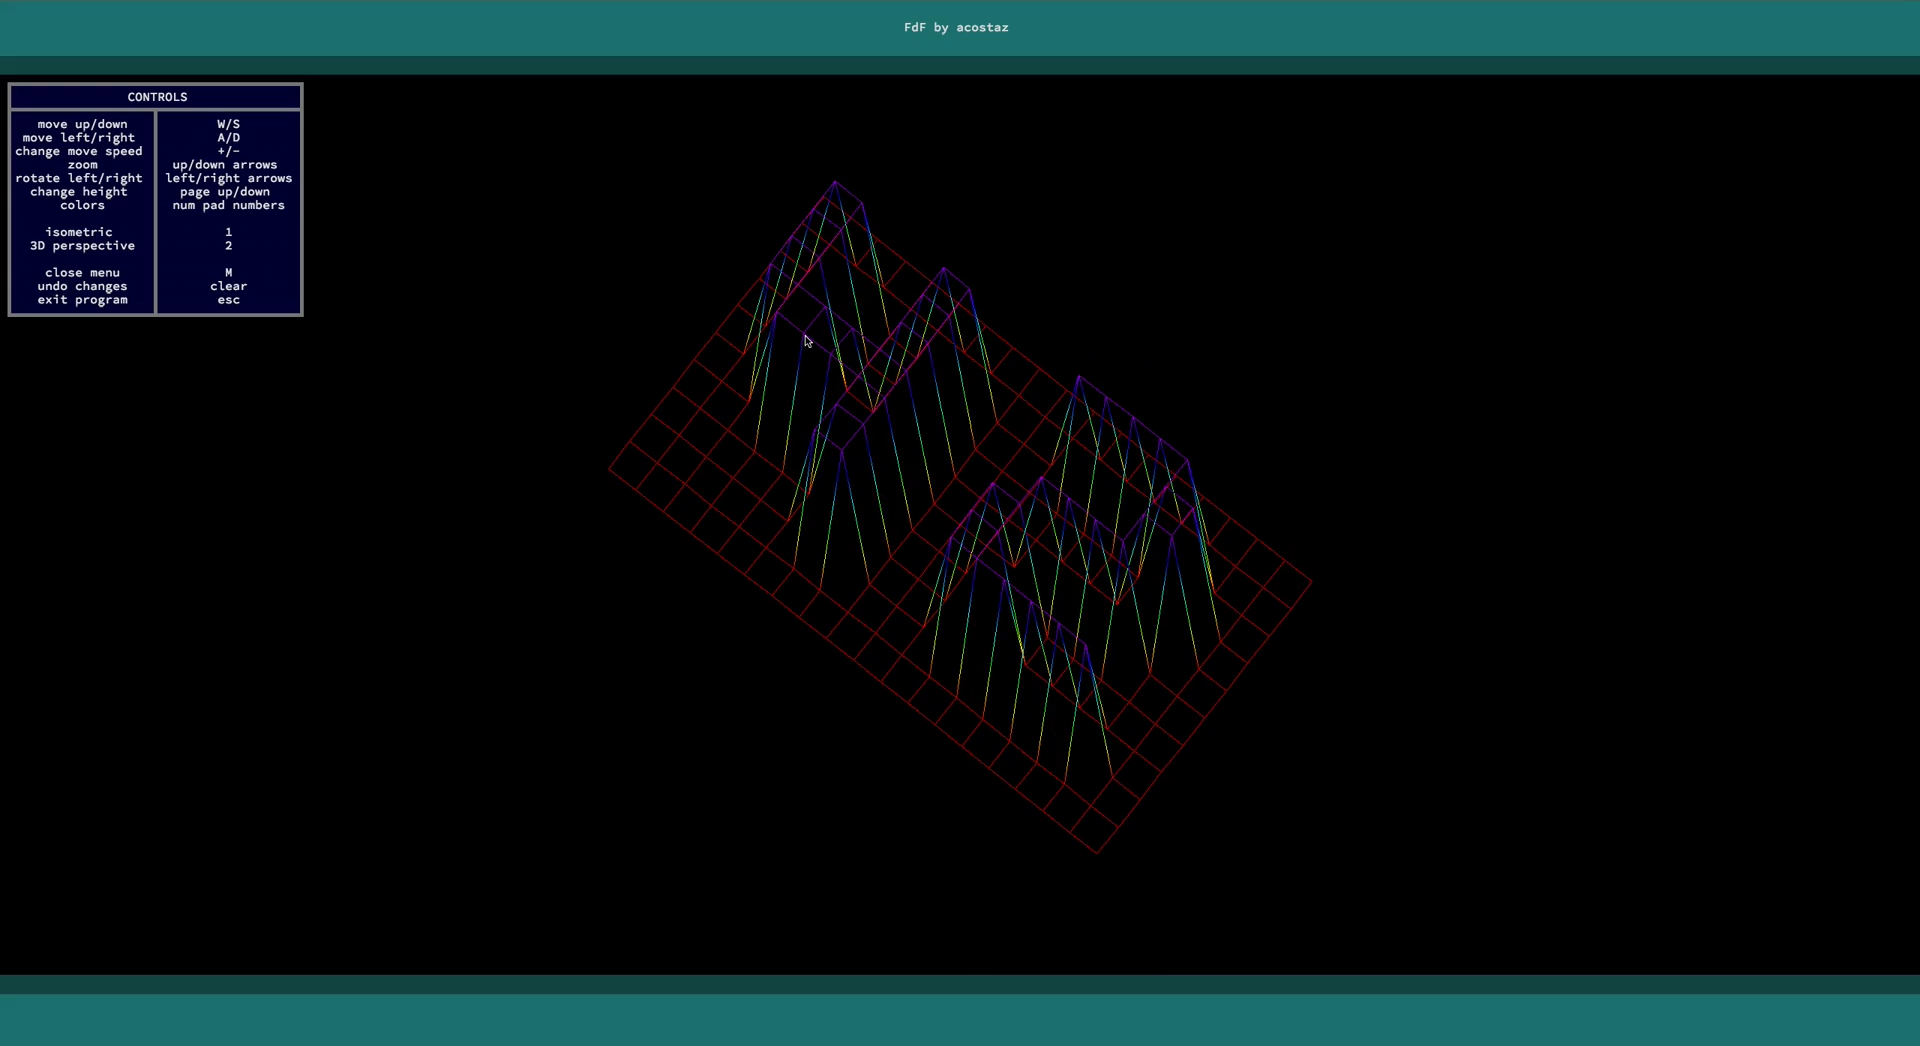 FdF by acostaz
CONTROLS
move up/down W/S
move left/right A/D
change move speed +/-
zoom up/down arrows
rotate left/right left/right arrows
change height page up/down
colors num pad numbers
isometric 1
3D perspective 2
close menu M
undo changes clear
exit program esc